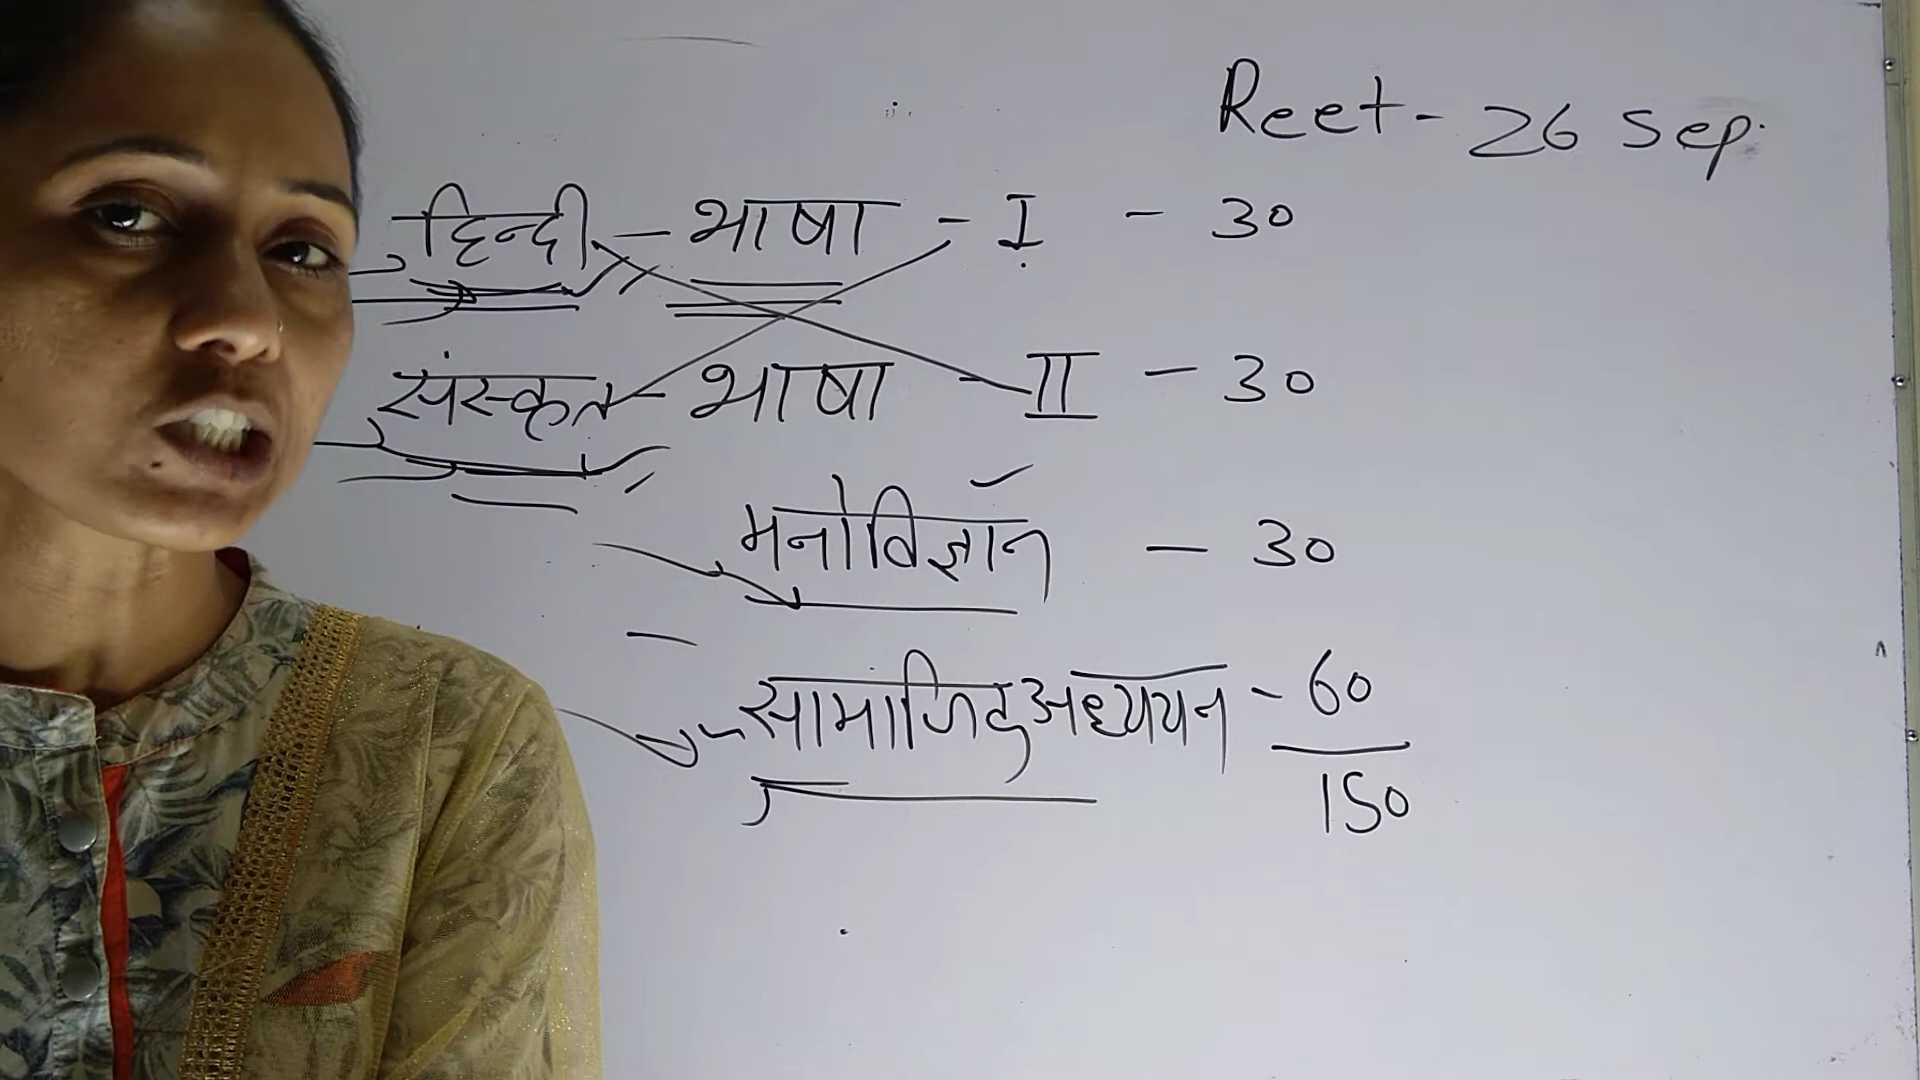 Reet - 26 Sep.
हिन्दी - भाषा - I - 30
संस्कृत - भाषा - II - 30
मनोविज्ञान - 30
सामाजिक अध्ययन - 60
150